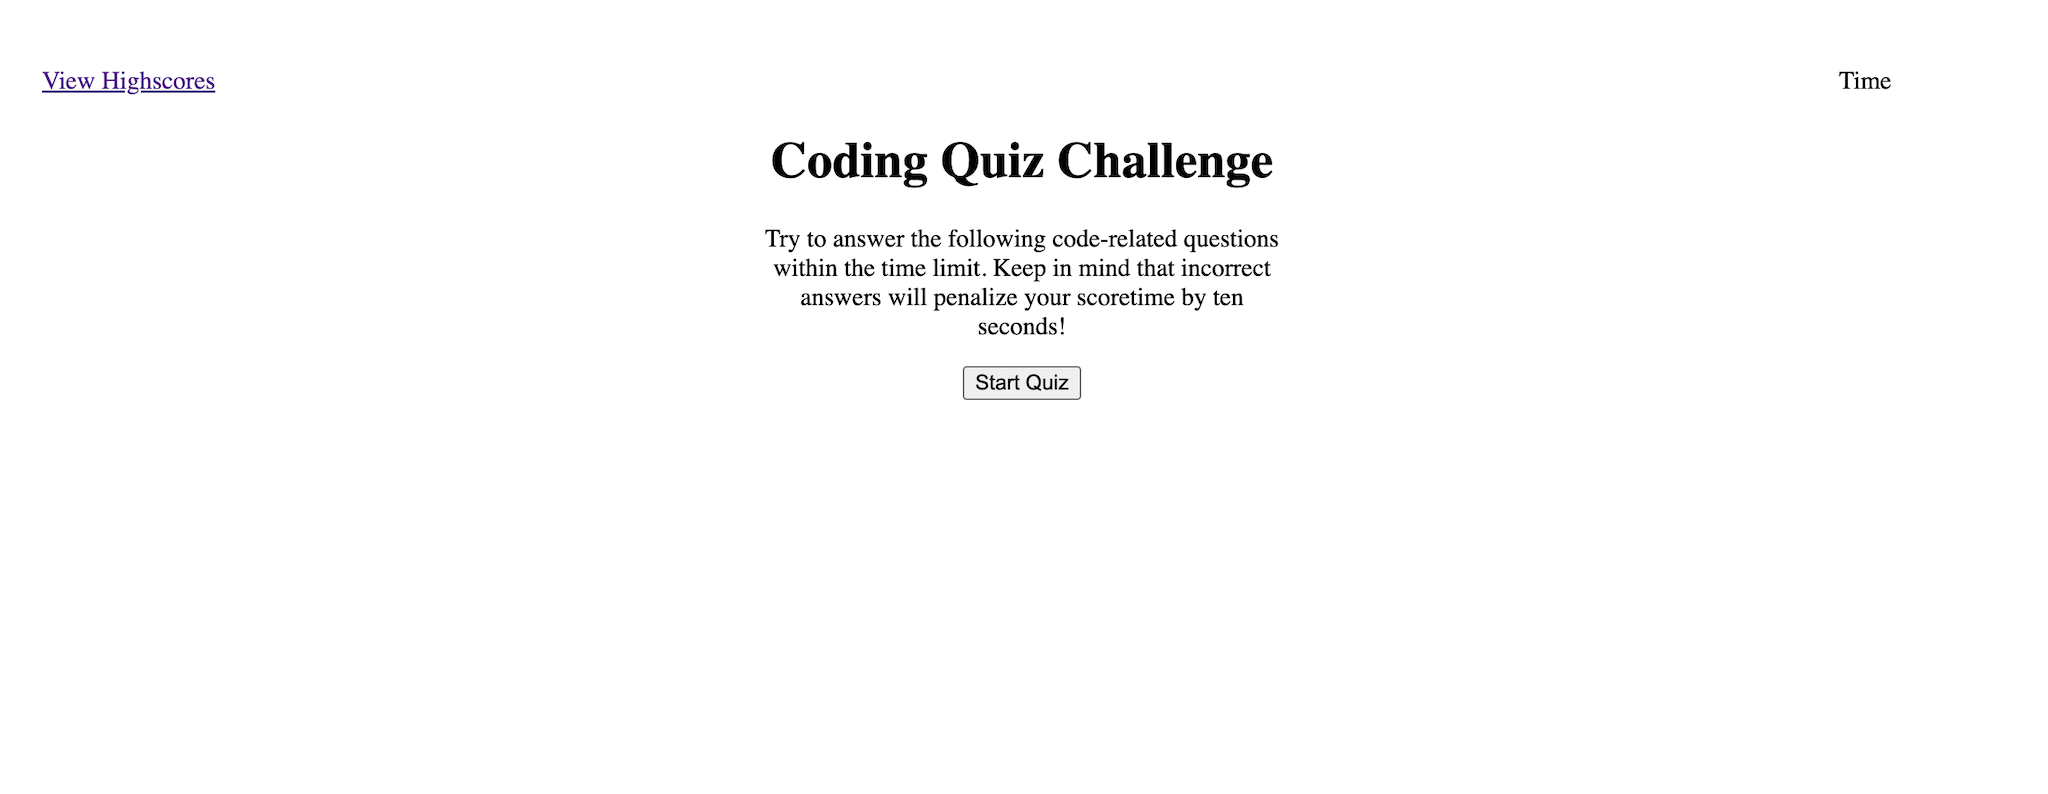 View Highscores
Time
Coding Quiz Challenge
Try to answer the following code-related questions
within the time limit. Keep in mind that incorrect
answers will penalize your scoretime by ten
seconds!
Start Quiz